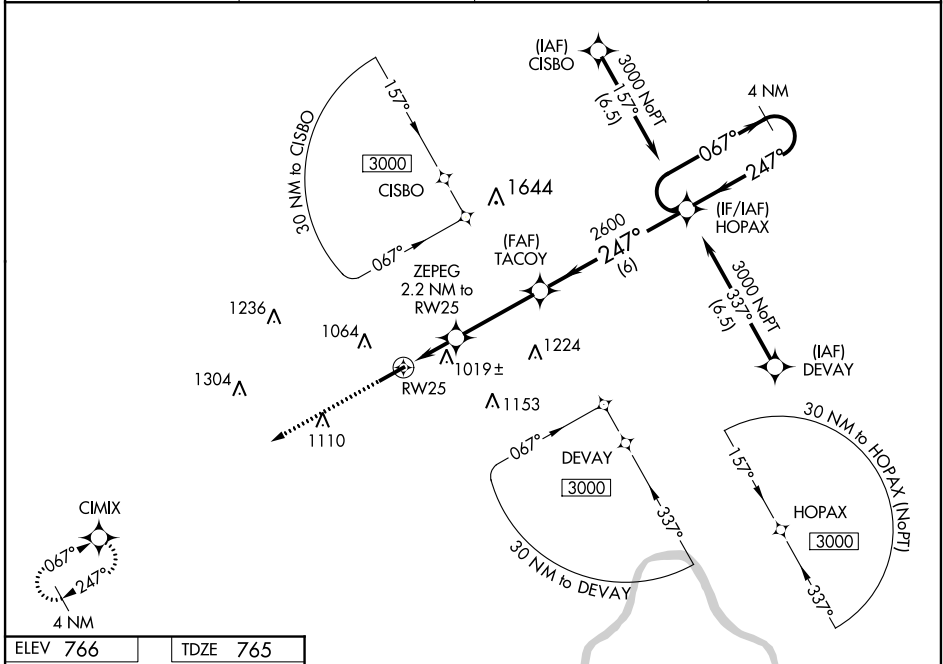 (IAF)
CISBO
3000 NoPT
157°
(6.5)
4 NM
067°
247°
(IF/IAF)
HOPAX
30 NM to CISBO
157°
3000
CISBO
067°
1644
2600
247°
(6)
(FAF)
TACOY
ZEPEG
2.2 NM to
RW25
3000 NoPT
337°
(6.5)
(IAF)
DEVAY
1236
1064
1224
1019±
1304
RW25
1153
1110
067°
DEVAY
3000
337°
30 NM to DEVAY
30 NM to HOPAX (NoPT)
157°
HOPAX
3000
337°
CIMIX
067°
247°
4 NM
ELEV 766
TDZE 765